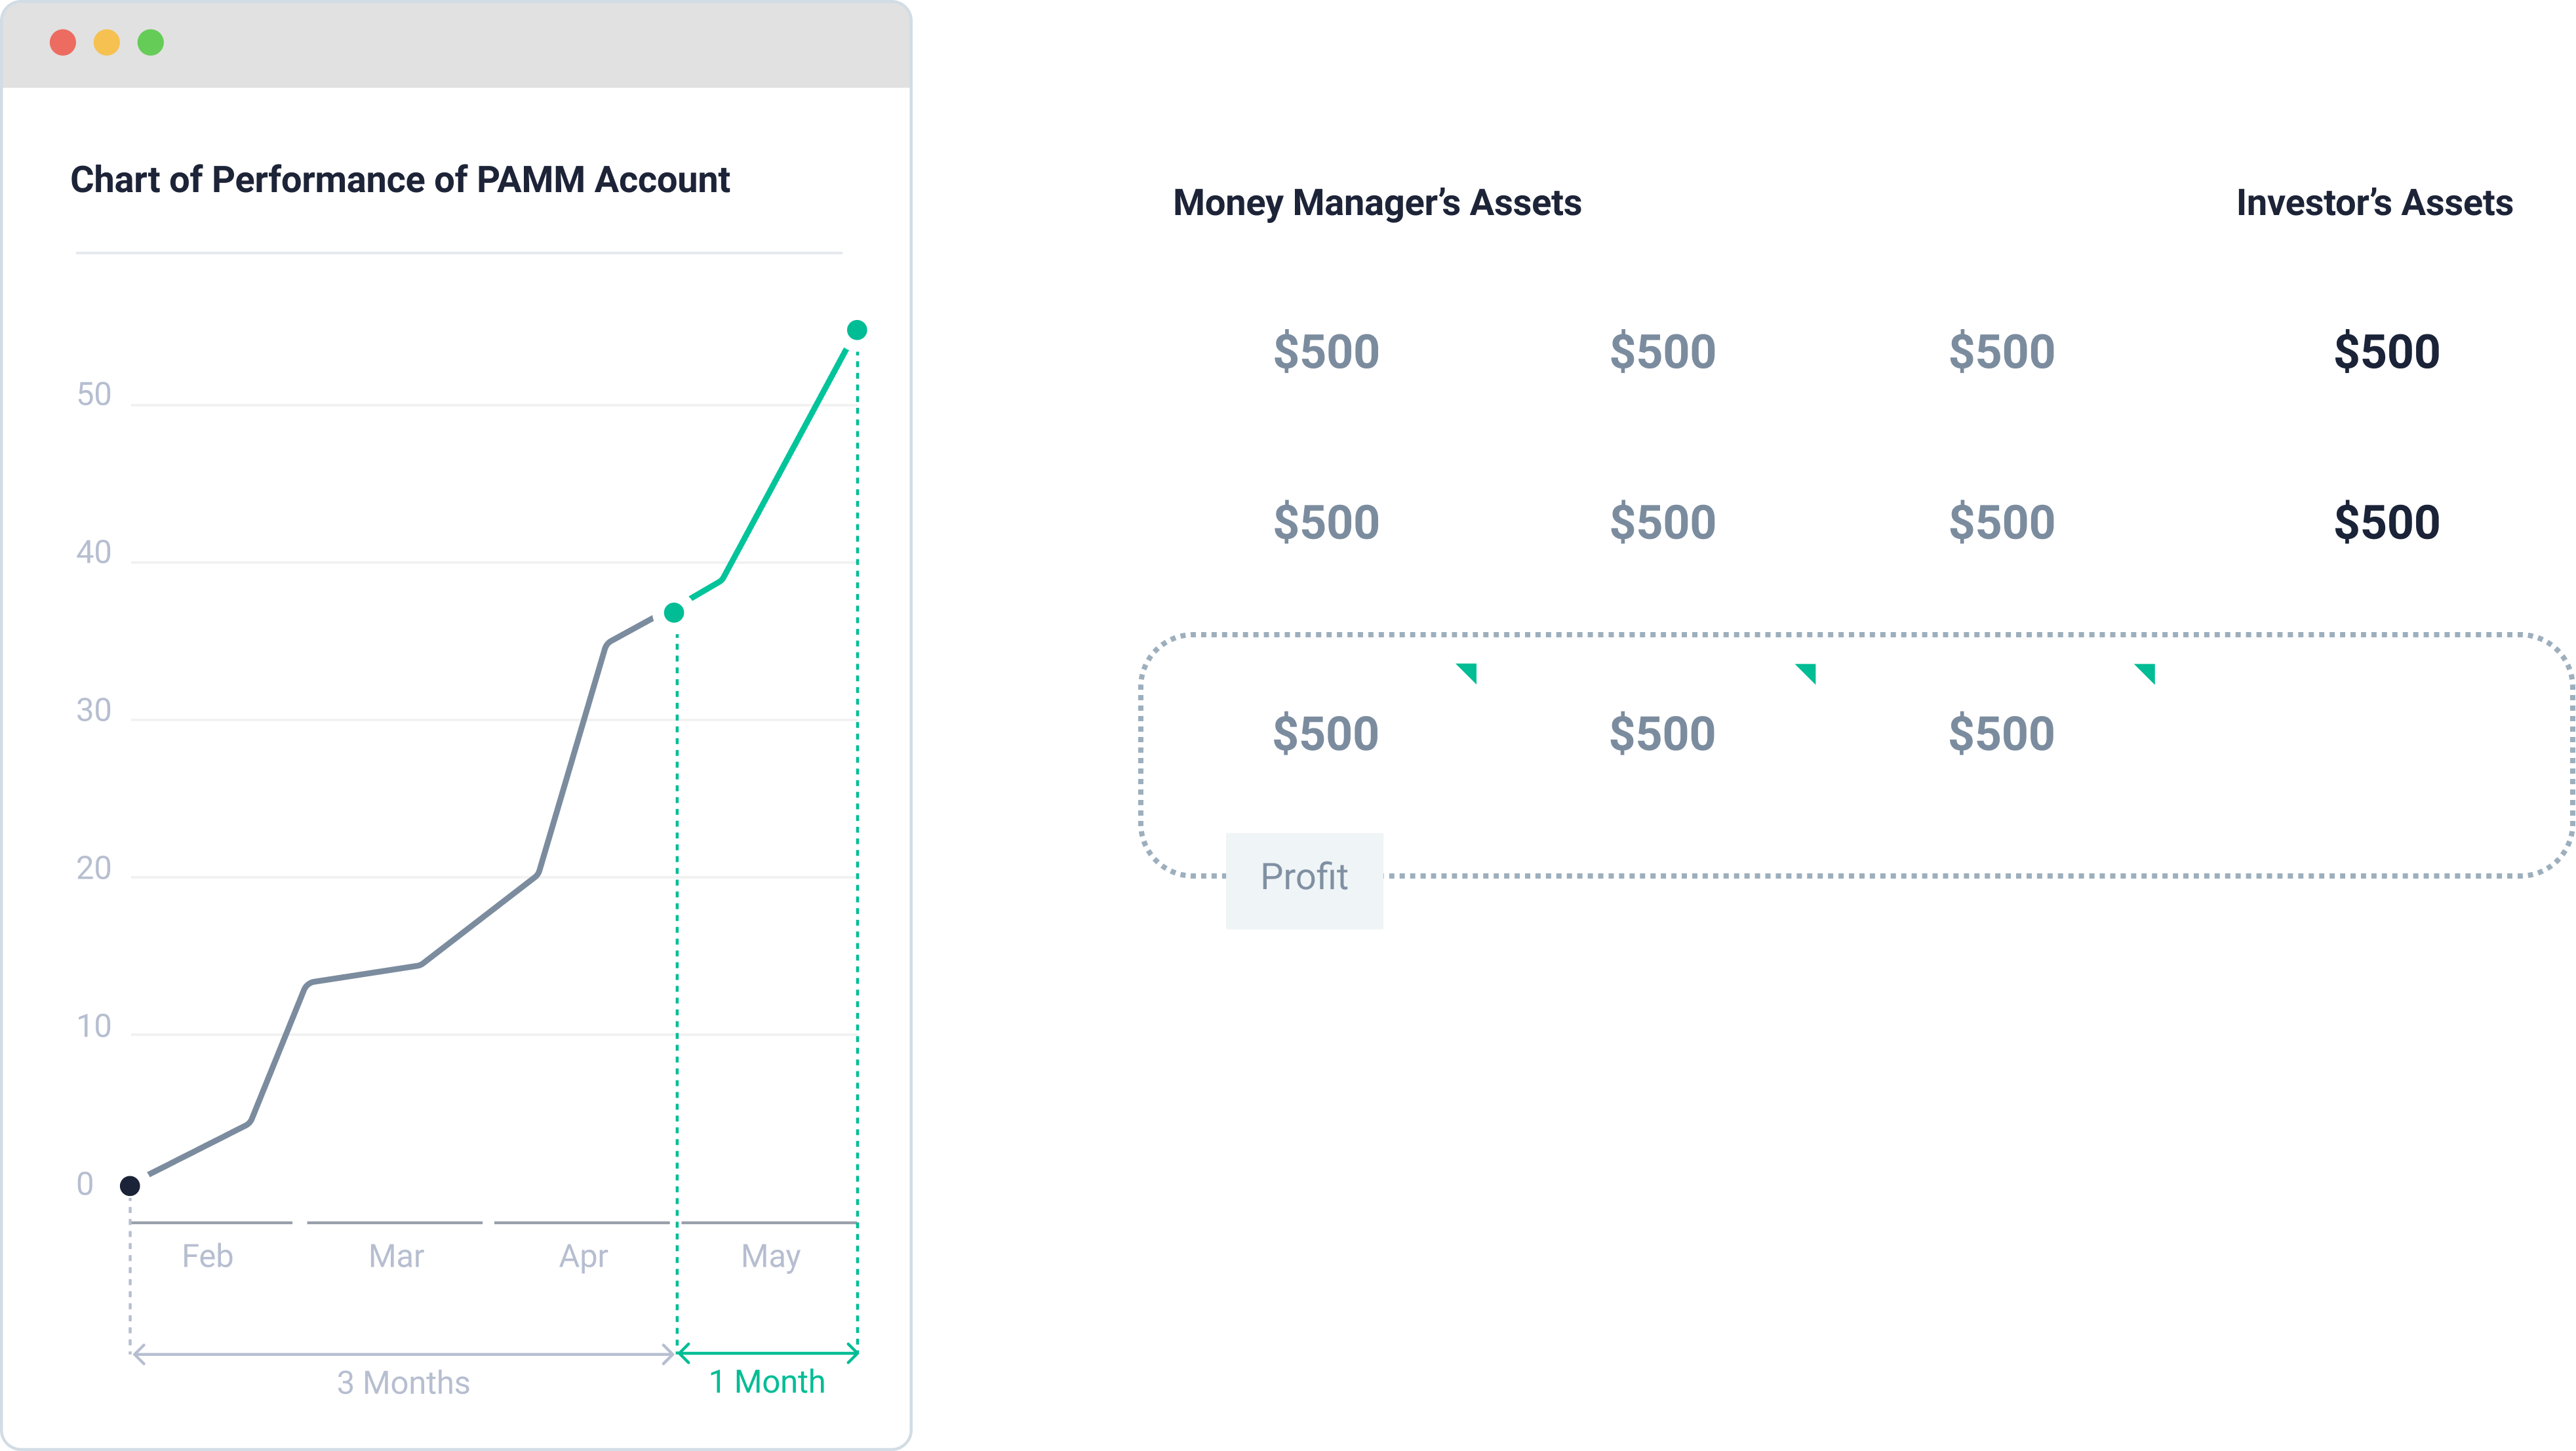 Chart of Performance of PAMM Account
50
40
30
20
10
0
Feb Mar Apr May
3 Months 1 Month
Money Manager’s Assets Investor’s Assets
$500 $500 $500 $500
$500 $500 $500 $500
$500 $500 $500
Profit